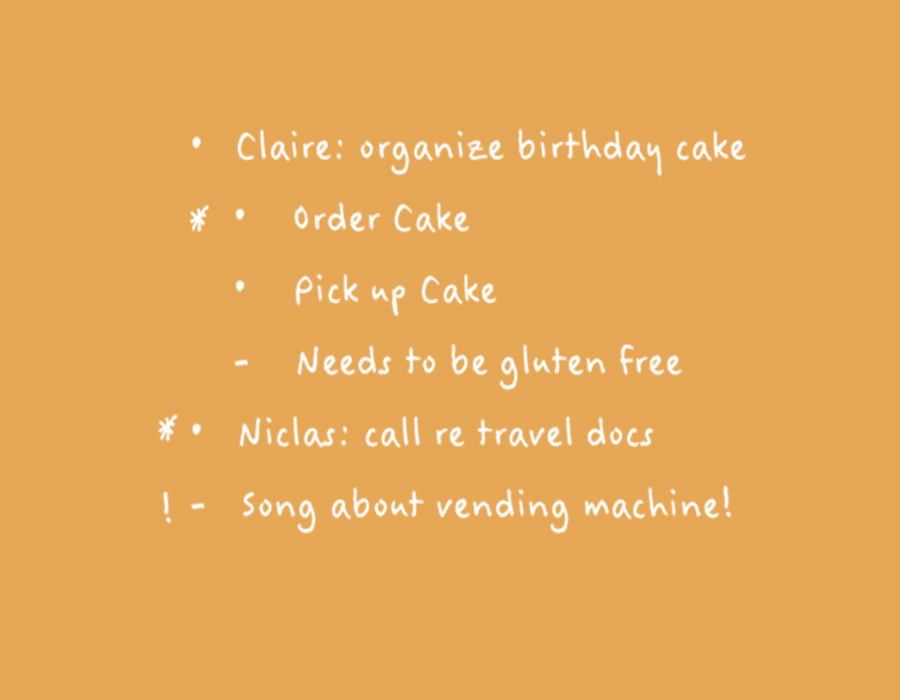 • Claire: organize birthday cake
* • Order Cake
• Pick up Cake
- Needs to be gluten free
* • Niclas: call re travel docs
! - Song about vending machine!